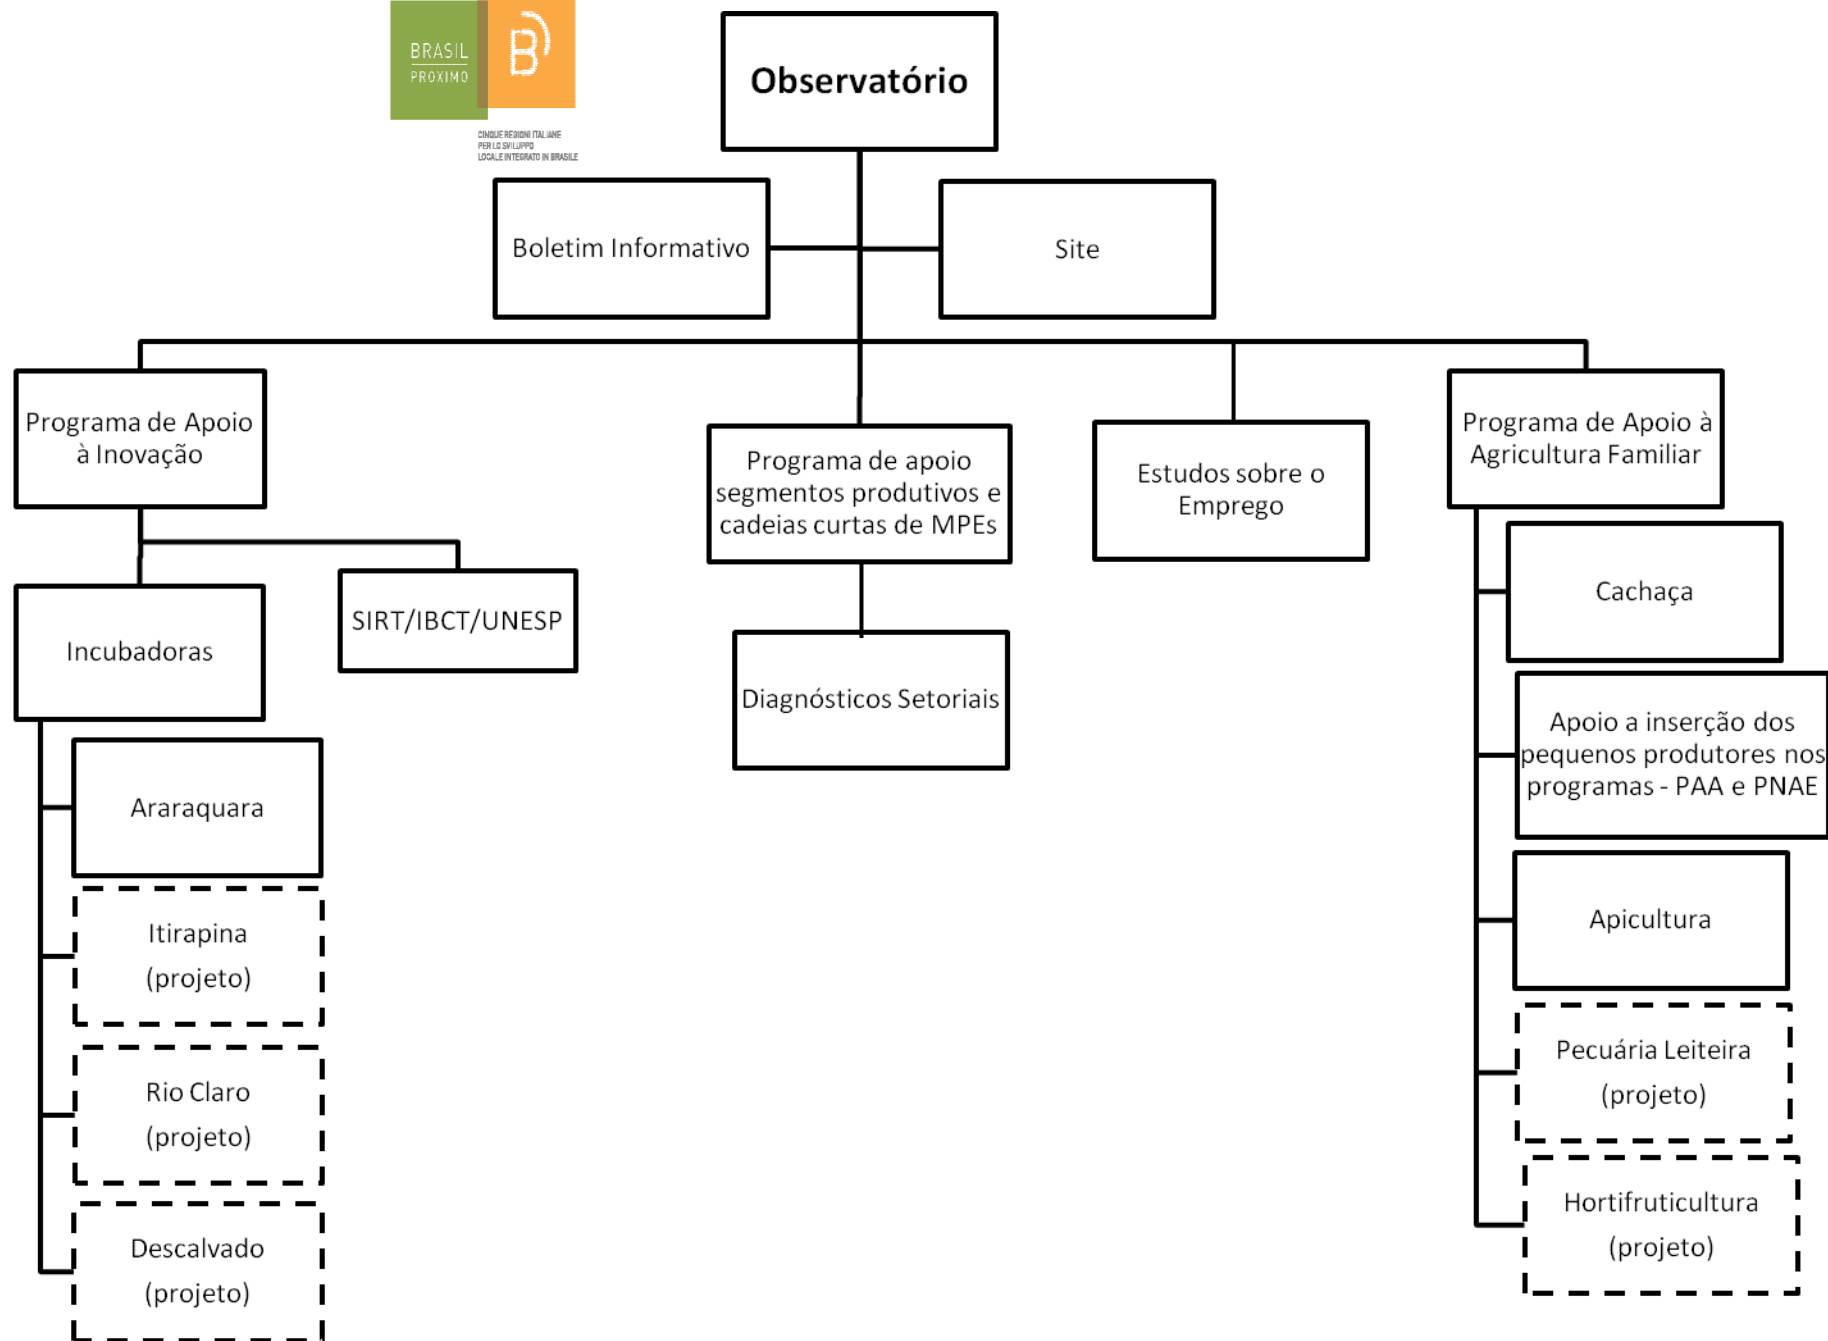 BRASIL
PROXIMO
B
CINQUE REGIONI ITALIANE
PER LO SVILUPPO
LOCALE INTEGRATO IN BRASILE
Observatório
Boletim Informativo
Site
Programa de Apoio
à Inovação
Programa de apoio
segmentos produtivos e
cadeias curtas de MPEs
Estudos sobre o
Emprego
Programa de Apoio à
Agricultura Familiar
Incubadoras
SIRT/IBCT/UNESP
Diagnósticos Setoriais
Araraquara
Itirapina
(projeto)
Rio Claro
(projeto)
Descalvado
(projeto)
Cachaça
Apoio a inserção dos
pequenos produtores nos
programas - PAA e PNAE
Apicultura
Pecuária Leiteira
(projeto)
Hortifruticultura
(projeto)